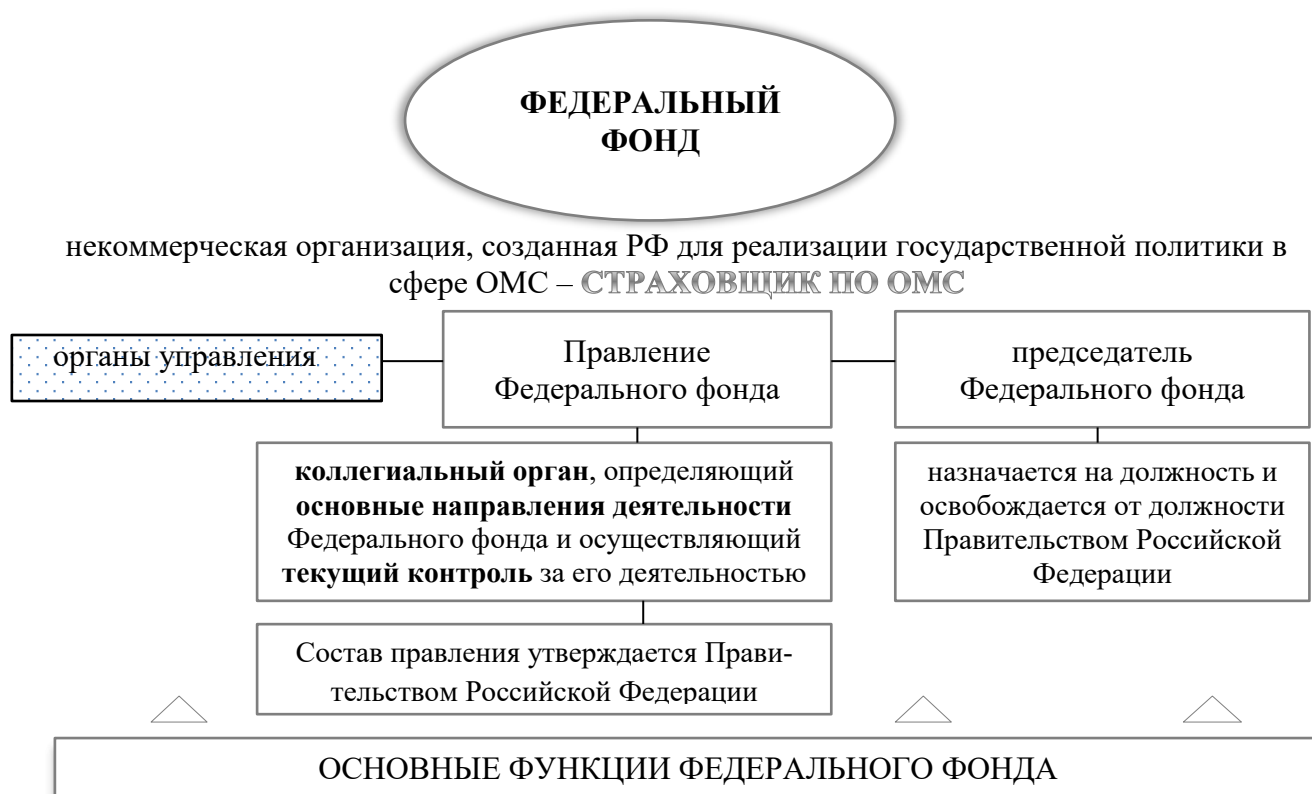 ФЕДЕРАЛЬНЫЙ
ФОНД
некоммерческая организация, созданная РФ для реализации государственной политики в
сфере ОМС – СТРАХОВЩИК ПО ОМС
органы управления
Правление
Федерального фонда
председатель
Федерального фонда
коллегиальный орган, определяющий
основные направления деятельности
Федерального фонда и осуществляющий
текущий контроль за его деятельностью
назначается на должность и
освобождается от должности
Правительством Российской
Федерации
Состав правления утверждается Прави-
тельством Российской Федерации
ОСНОВНЫЕ ФУНКЦИИ ФЕДЕРАЛЬНОГО ФОНДА